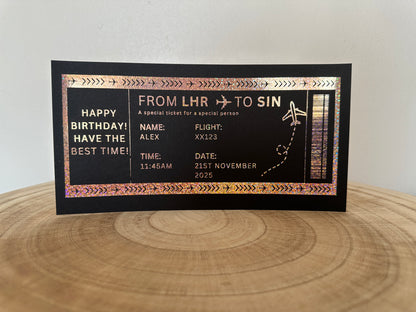 HAPPY
BIRTHDAY!
HAVE THE
BEST TIME!
FROM LHR TO SIN
A special ticket for a special person
NAME: FLIGHT:
ALEX XX123
TIME: DATE:
11:45AM 21ST NOVEMBER
2025